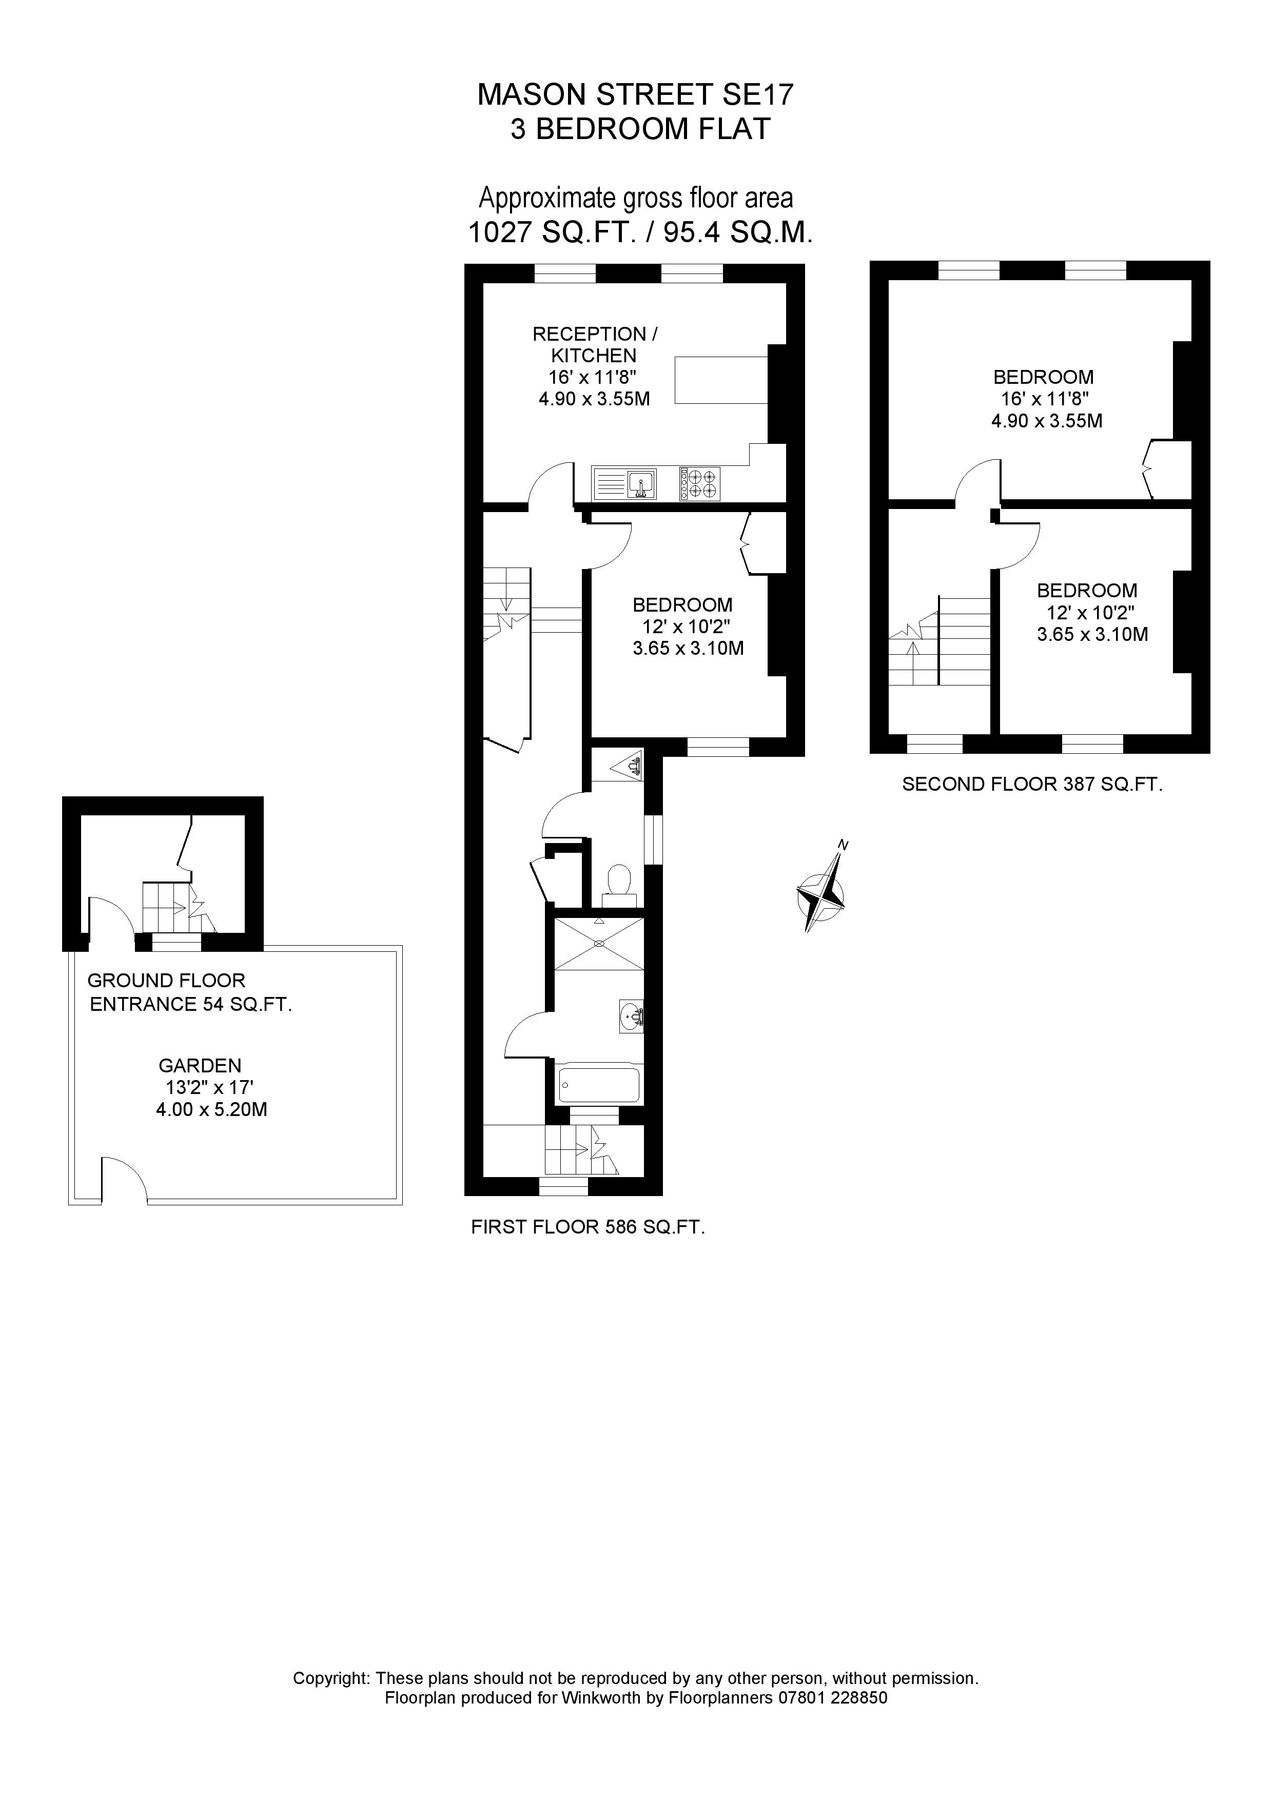 MASON STREET SE17
3 BEDROOM FLAT
Approximate gross floor area
1027 SQ.FT. / 95.4 SQ.M.
RECEPTION /
KITCHEN
16' x 11'8"
4.90 x 3.55M
BEDROOM
16' x 11'8"
4.90 x 3.55M
BEDROOM
12' x 10'2"
3.65 x 3.10M
BEDROOM
12' x 10'2"
3.65 x 3.10M
SECOND FLOOR 387 SQ.FT.
N
GROUND FLOOR
ENTRANCE 54 SQ.FT.
GARDEN
13'2" x 17'
4.00 x 5.20M
FIRST FLOOR 586 SQ.FT.
Copyright: These plans should not be reproduced by any other person, without permission.
Floorplan produced for Winkworth by Floorplanners 07801 228850